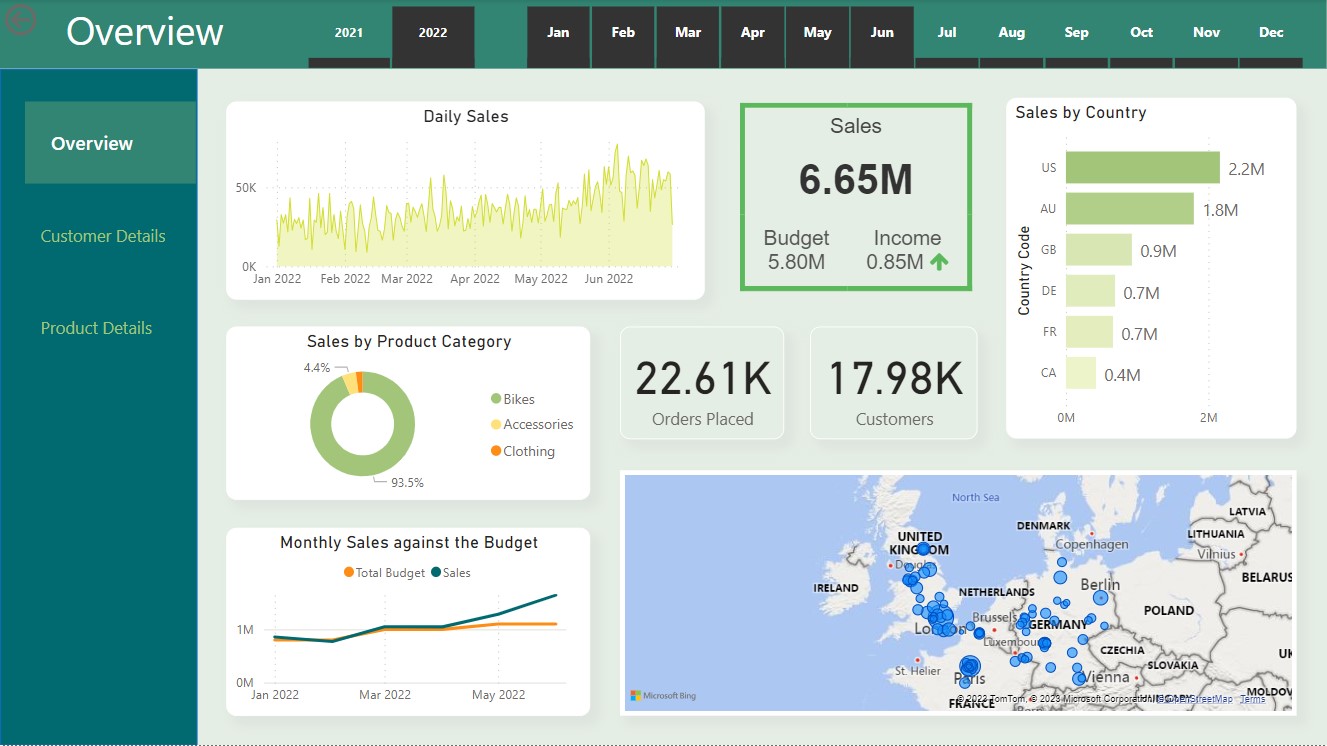 Overview
2021
2022
Jan
Feb
Mar
Apr
May
Jun
Jul
Aug
Sep
Oct
Nov
Dec
Overview
Customer Details
Product Details
Daily Sales
50K
0K
Jan 2022
Feb 2022
Mar 2022
Apr 2022
May 2022
Jun 2022
Sales
6.65M
Budget
Income
5.80M
0.85M
Sales by Country
Country Code
US
2.2M
AU
1.8M
GB
0.9M
DE
0.7M
FR
0.7M
CA
0.4M
0M
2M
Sales by Product Category
4.4%
93.5%
Bikes
Accessories
Clothing
22.61K
Orders Placed
17.98K
Customers
Monthly Sales against the Budget
Total Budget
Sales
1M
0M
Jan 2022
Mar 2022
May 2022
North Sea
UNITED
KINGDOM
Douglas
IRELAND
London
St. Helier
Paris
FRANCE
NETHERLANDS
Brussels
Luxembourg
GERMANY
DENMARK
Copenhagen
Berlin
POLAND
CZECHIA
SLOVAKIA
Vienna
HUNGARY
LATVIA
LITHUANIA
Vilnius
BELARUS
UK
MOLDOV
Microsoft Bing
© 2023 TomTom, © 2023 Microsoft Corporation, © OpenStreetMap Terms